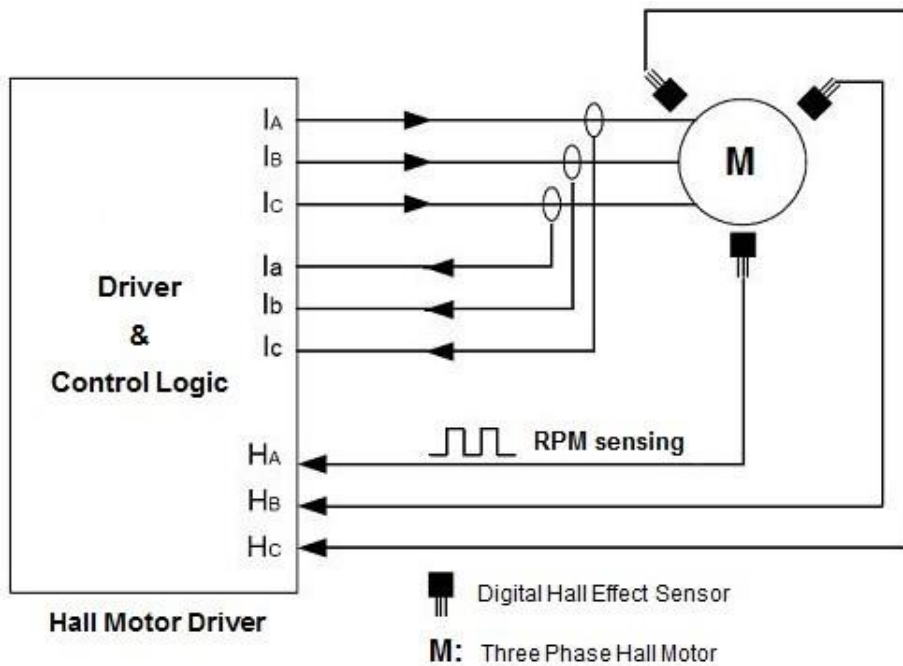 IA
IB
IC
Ia
Ib
Ic
Driver
&
Control Logic
M
RPM sensing
HA
HB
HC
Hall Motor Driver
Digital Hall Effect Sensor
M: Three Phase Hall Motor